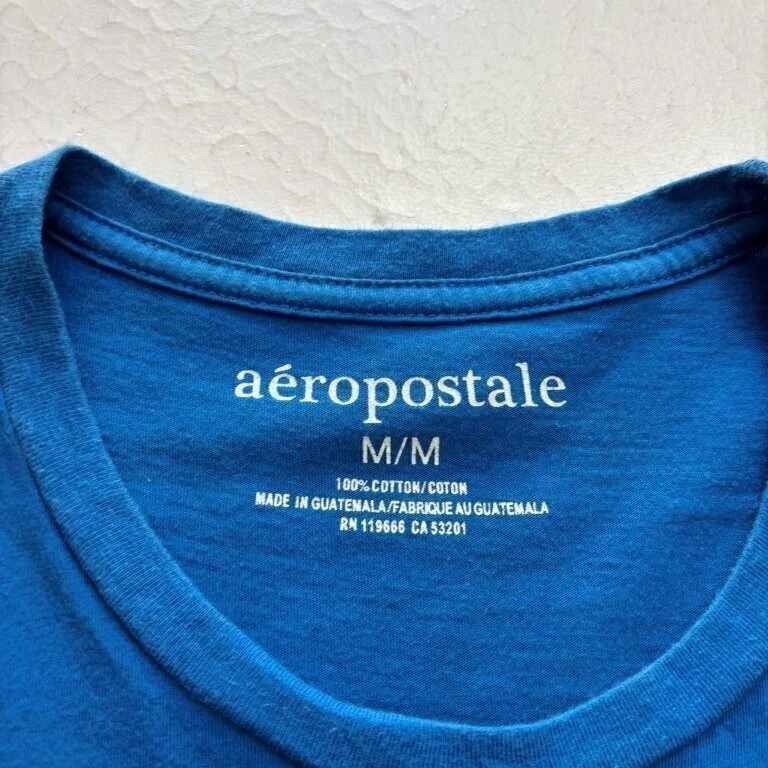 aéropostale
M/M
100% COTTON/COTON
MADE IN GUATEMALA/FABRIQUE AU GUATEMALA
RN 119666 CA 53201